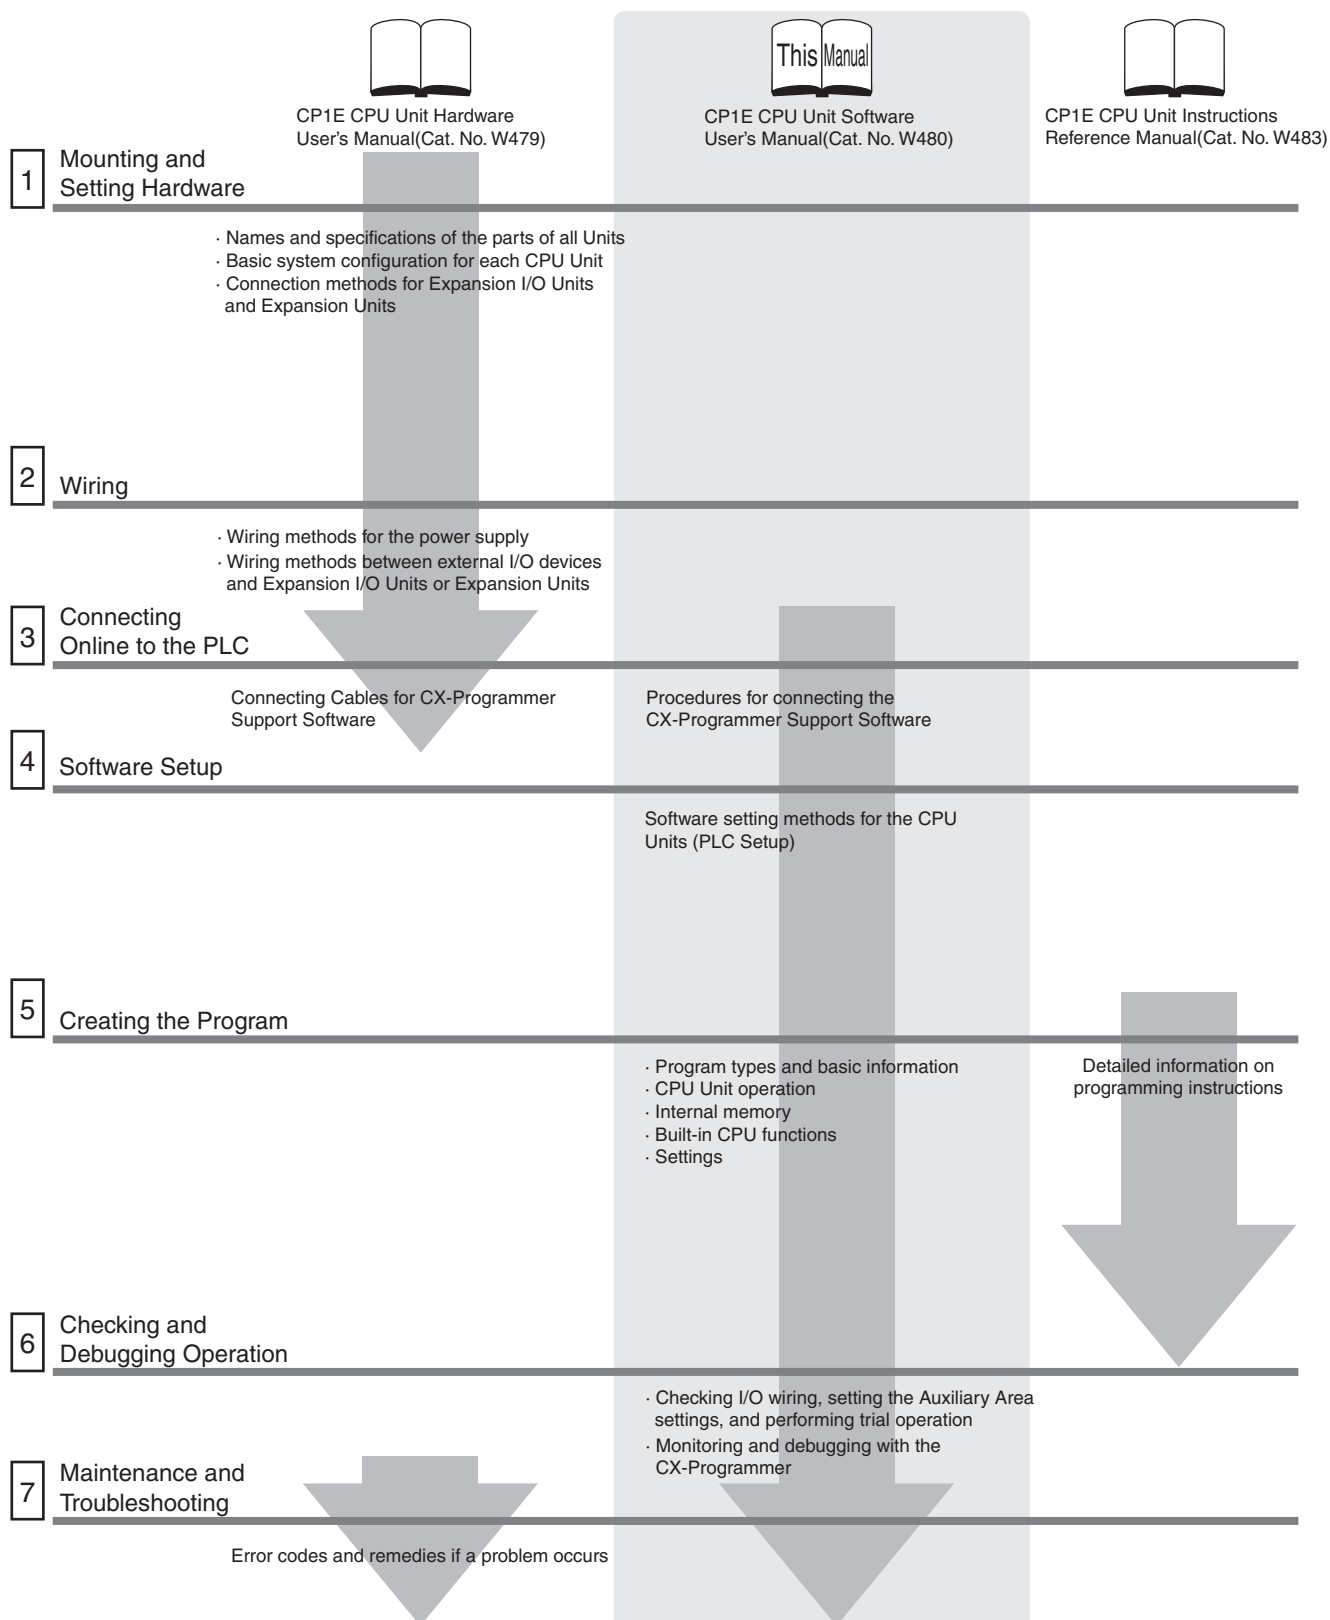 This Manual
CP1E CPU Unit Hardware
User's Manual(Cat. No. W479)
CP1E CPU Unit Software
User's Manual(Cat. No. W480)
CP1E CPU Unit Instructions
Reference Manual(Cat. No. W483)
1
Mounting and
Setting Hardware
· Names and specifications of the parts of all Units
· Basic system configuration for each CPU Unit
· Connection methods for Expansion I/O Units
and Expansion Units
2
Wiring
· Wiring methods for the power supply
· Wiring methods between external I/O devices
and Expansion I/O Units or Expansion Units
3
Connecting
Online to the PLC
Connecting Cables for CX-Programmer
Support Software
Procedures for connecting the
CX-Programmer Support Software
4
Software Setup
Software setting methods for the CPU
Units (PLC Setup)
5
Creating the Program
· Program types and basic information
· CPU Unit operation
· Internal memory
· Built-in CPU functions
· Settings
Detailed information on
programming instructions
6
Checking and
Debugging Operation
· Checking I/O wiring, setting the Auxiliary Area
settings, and performing trial operation
· Monitoring and debugging with the
CX-Programmer
7
Maintenance and
Troubleshooting
Error codes and remedies if a problem occurs